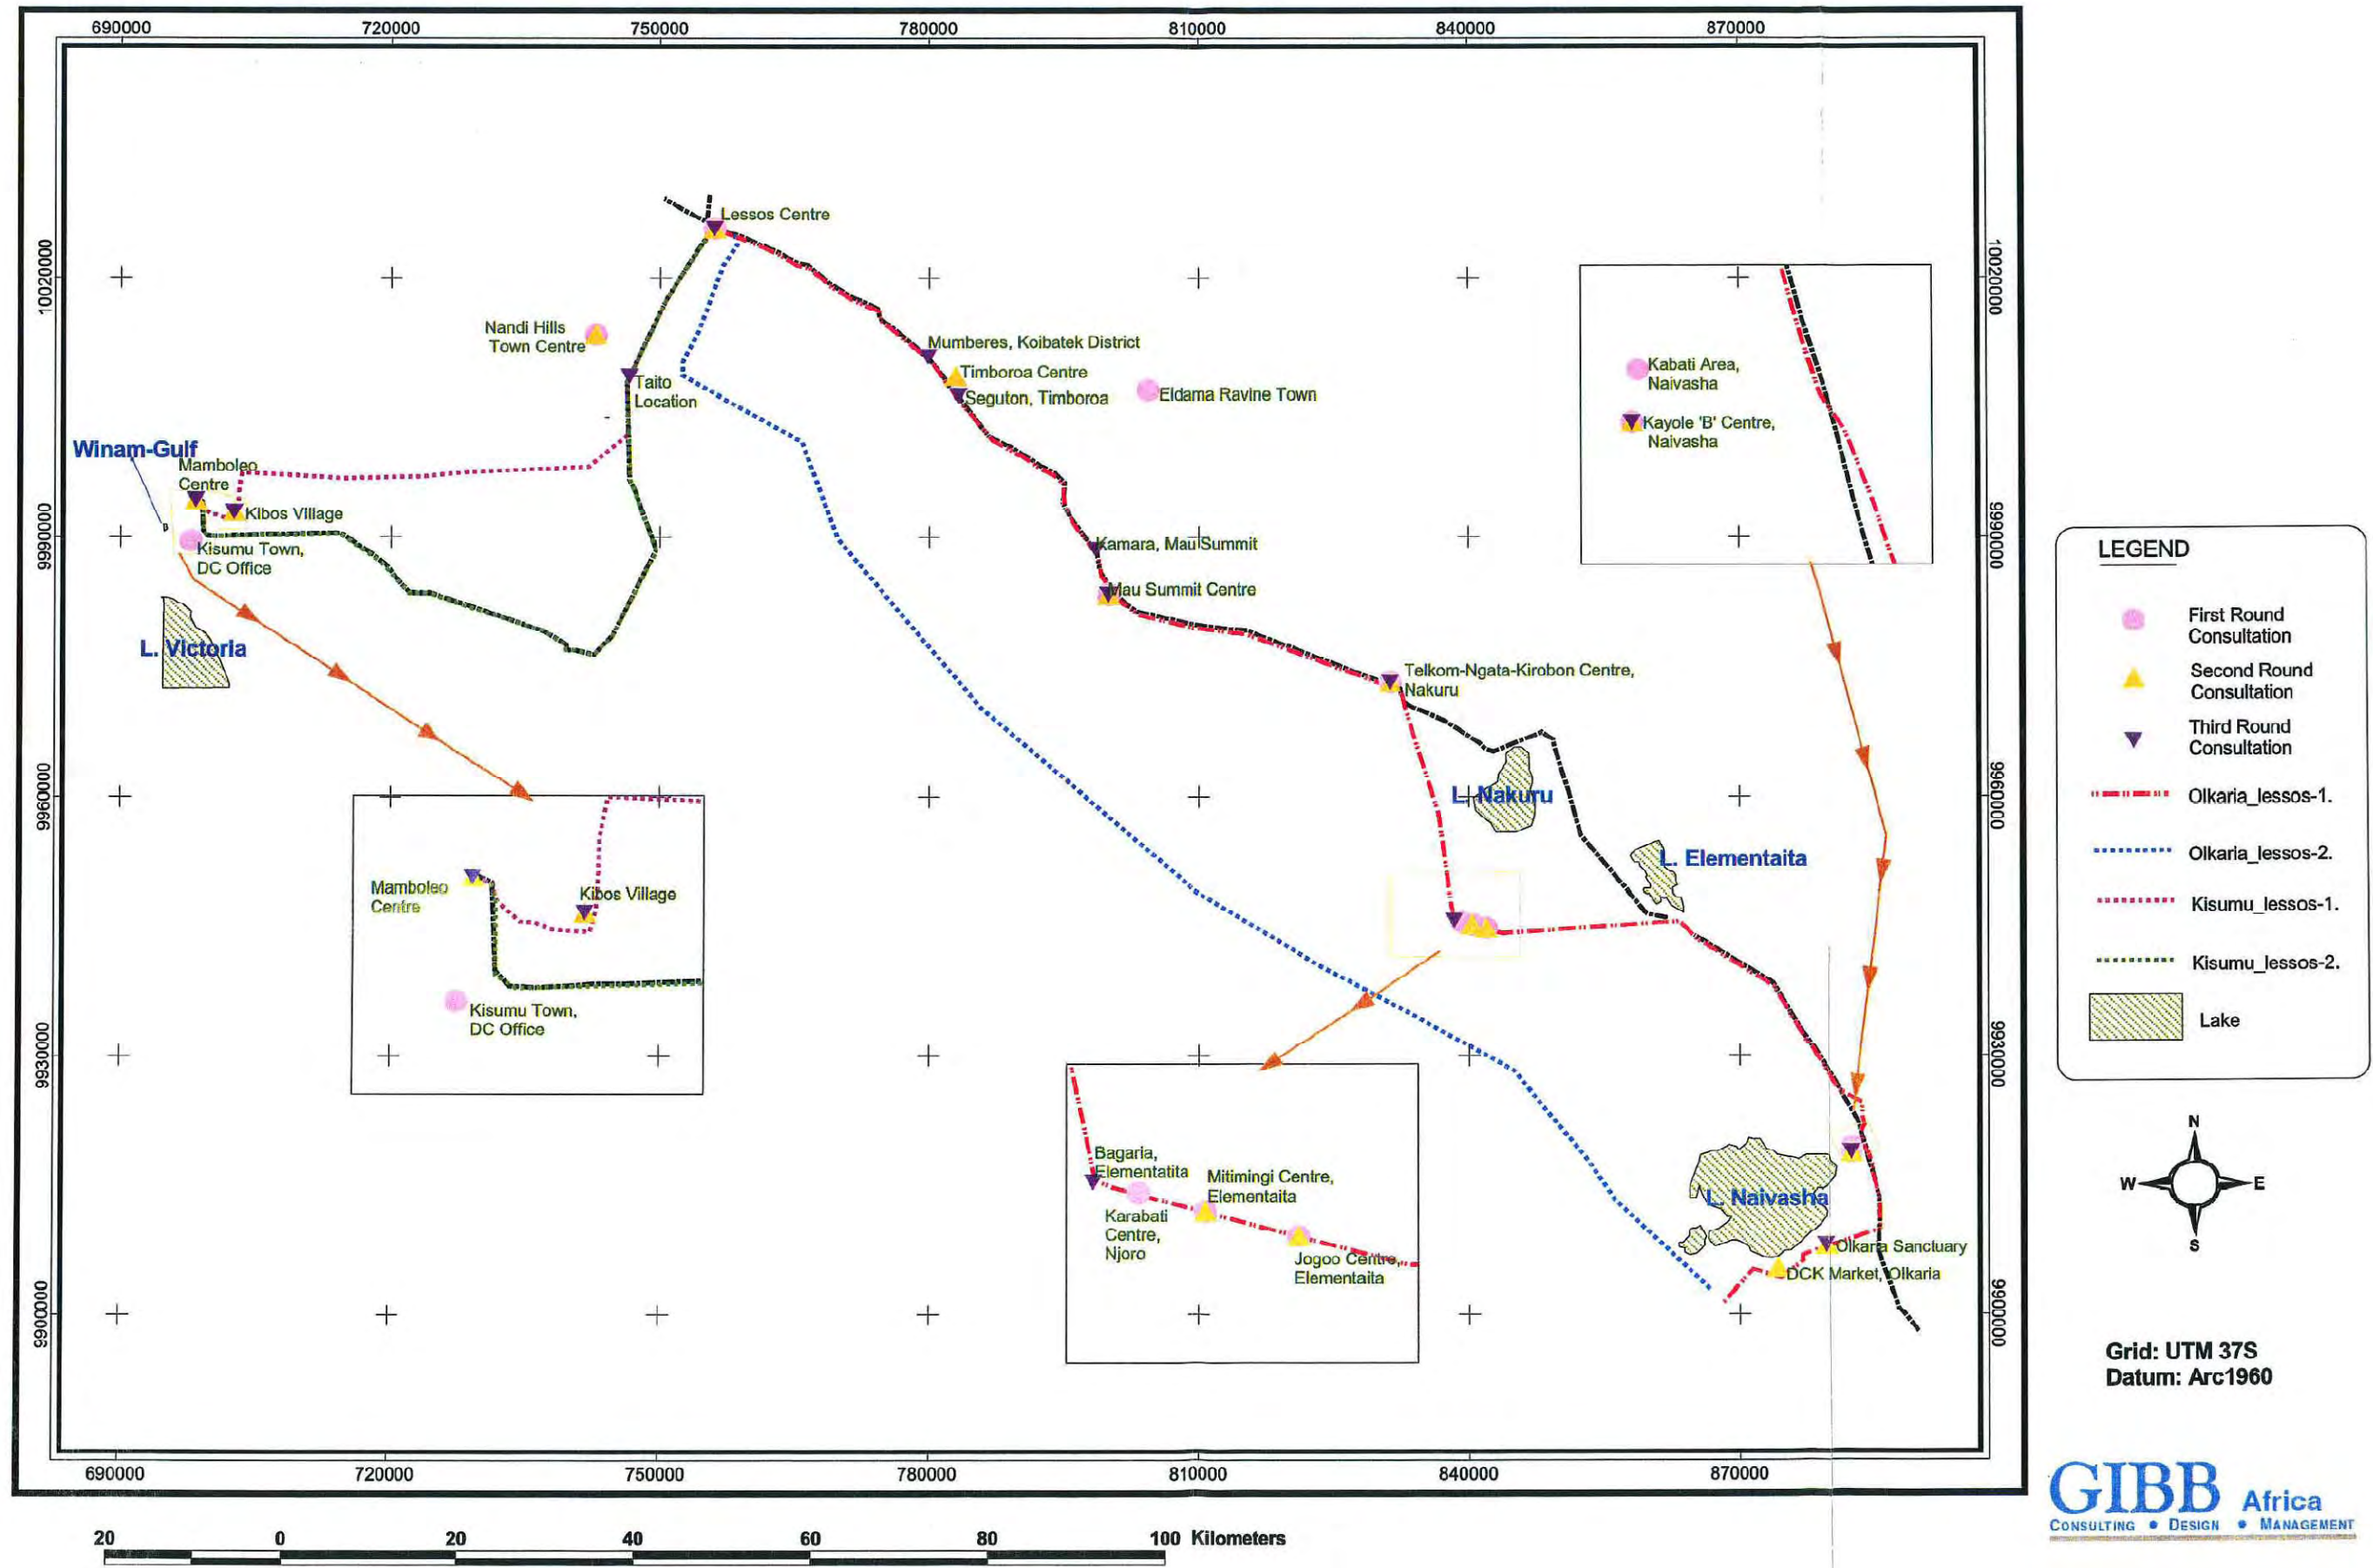 690000 720000 750000 780000 810000 840000 870000
Lessos Centre
10020000
10020000
Nandi Hills
Town Centre
Mumberes, Koibatek District
Timboroa Centre
Seguton, Timboroa
Eldama Ravine Town
Taito
Location
Kabati Area,
Naivasha
Kayole 'B' Centre,
Naivasha
Winam-Gulf
Mamboleo
Centre
Kibos Village
Kisumu Town,
DC Office
9990000
9990000
Kamara, Mau Summit
Mau Summit Centre
L. Victoria
Telkom-Ngata-Kirobon Centre,
Nakuru
9960000
9960000
L. Nakuru
L. Elementaita
Mamboleo
Centre
Kibos Village
Kisumu Town,
DC Office
9930000
9930000
Bagaria,
Elementatita
Mitimingi Centre,
Elementaita
Karabati
Centre,
Njoro
Jogoo Centre,
Elementaita
L. Naivasha
Olkaria Sanctuary
DCK Market, Olkaria
9900000
9900000
690000 720000 750000 780000 810000 840000 870000
20 0 20 40 60 80 100 Kilometers
LEGEND
First Round
Consultation
Second Round
Consultation
Third Round
Consultation
Olkaria_lessos-1.
Olkaria_lessos-2.
Kisumu_lessos-1.
Kisumu_lessos-2.
Lake
N
W E
S
Grid: UTM 37S
Datum: Arc1960
GIBB Africa
CONSULTING • DESIGN • MANAGEMENT